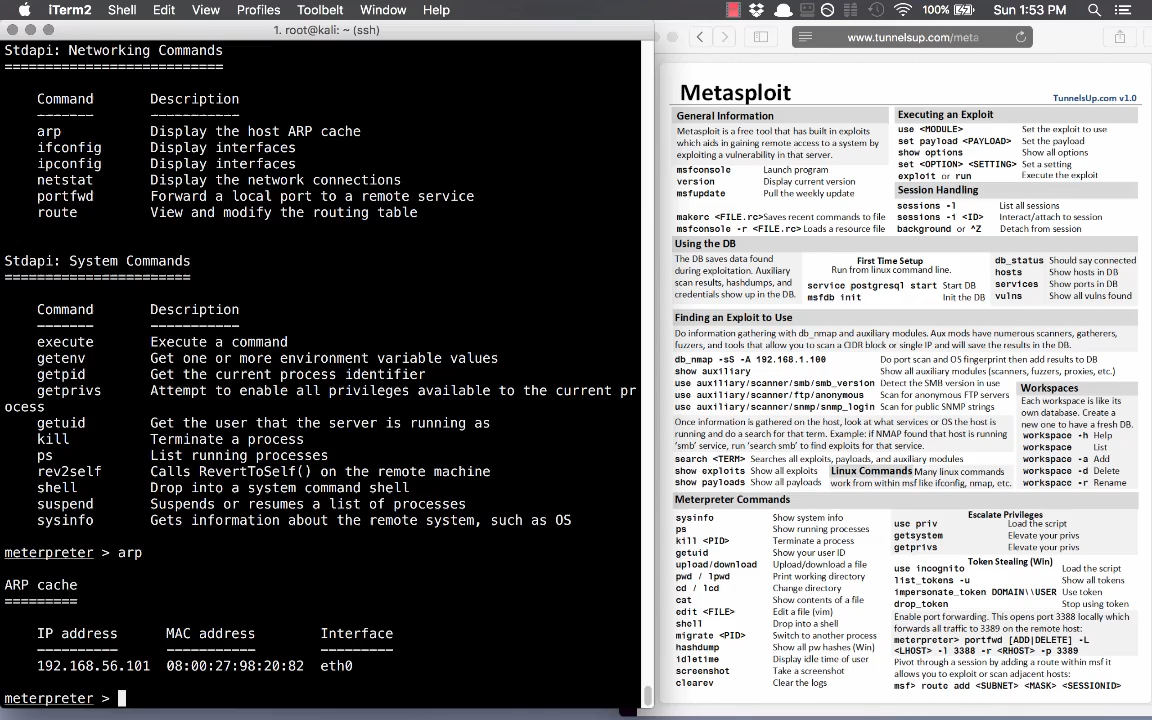 iTerm2 Shell Edit View Profiles Toolbelt Window Help 100% Sun 1:53 PM
1. root@kali: ~ (ssh)
Stdapi: Networking Commands
===========================
Command Description
------- -----------
arp Display the host ARP cache
ifconfig Display interfaces
ipconfig Display interfaces
netstat Display the network connections
portfwd Forward a local port to a remote service
route View and modify the routing table
Stdapi: System Commands
=======================
Command Description
------- -----------
execute Execute a command
getenv Get one or more environment variable values
getpid Get the current process identifier
getprivs Attempt to enable all privileges available to the current pr
ocess
getuid Get the user that the server is running as
kill Terminate a process
ps List running processes
rev2self Calls RevertToSelf() on the remote machine
shell Drop into a system command shell
suspend Suspends or resumes a list of processes
sysinfo Gets information about the remote system, such as OS
meterpreter > arp
ARP cache
=========
IP address MAC address Interface
---------- ----------- ---------
192.168.56.101 08:00:27:98:20:82 eth0
meterpreter >
www.tunnelsup.com/meta
Metasploit
TunnelsUp.com v1.0
General Information
Metasploit is a free tool that has built in exploits
which aids in gaining remote access to a system by
exploiting a vulnerability in that server.
msfconsole Launch program
version Display current version
msfupdate Pull the weekly update
makerc <FILE.rc>Saves recent commands to file
msfconsole -r <FILE.rc> Loads a resource file
Executing an Exploit
use <MODULE> Set the exploit to use
set payload <PAYLOAD> Set the payload
show options Show all options
set <OPTION> <SETTING> Set a setting
exploit or run Execute the exploit
Session Handling
sessions -l List all sessions
sessions -i <ID> Interact/attach to session
background or ^Z Detach from session
Using the DB
The DB saves data found
during exploitation. Auxiliary
scan results, hashdumps, and
credentials show up in the DB.
First Time Setup
Run from linux command line.
service postgresql start Start DB
msfdb init Init the DB
db_status Should say connected
hosts Show hosts in DB
services Show ports in DB
vulns Show all vulns found
Finding an Exploit to Use
Do information gathering with db_nmap and auxiliary modules. Aux mods have numerous scanners, gatherers,
fuzzers, and tools that allow you to scan a CIDR block or single IP and will save the results in the DB.
db_nmap -sS -A 192.168.1.100 Do port scan and OS fingerprint then add results to DB
show auxiliary Show all auxiliary modules (scanners, fuzzers, proxies, etc.)
use auxiliary/scanner/smb/smb_version Detect the SMB version in use
use auxiliary/scanner/ftp/anonymous Scan for anonymous FTP servers
use auxiliary/scanner/snmp/snmp_login Scan for public SNMP strings
Once information is gathered on the host, look at what services or OS the host is
running and do a search for that term. Example: if NMAP found that host is running
'smb' service, run 'search smb' to find exploits for that service.
search <TERM> Searches all exploits, payloads, and auxiliary modules
show exploits Show all exploits
show payloads Show all payloads
Linux Commands Many linux commands
work from within msf like ifconfig, nmap, etc.
Workspaces
Each workspace is like its
own database. Create a
new one to have a fresh DB.
workspace -h Help
workspace List
workspace -a Add
workspace -d Delete
workspace -r Rename
Meterpreter Commands
sysinfo Show system info
ps Show running processes
kill <PID> Terminate a process
getuid Show your user ID
upload/download Upload/download a file
pwd / lpwd Print working directory
cd / lcd Change directory
cat Show contents of a file
edit <FILE> Edit a file (vim)
shell Drop into a shell
migrate <PID> Switch to another process
hashdump Show all pw hashes (Win)
idletime Display idle time of user
screenshot Take a screenshot
clearev Clear the logs
Escalate Privileges
use priv Load the script
getsystem Elevate your privs
getprivs Elevate your privs
Token Stealing (Win)
use incognito Load the script
list_tokens -u Show all tokens
impersonate_token DOMAIN\\USER Use token
drop_token Stop using token
Enable port forwarding. This opens port 3389 locally which
forwards all traffic to 3389 on the remote host:
meterpreter> portfwd [ADD|DELETE] -L
<LHOST> -l 3388 -r <RHOST> -p 3389
Pivot through a session by adding a route within msf it
allows you to exploit or scan adjacent hosts:
msf> route add <SUBNET> <MASK> <SESSIONID>